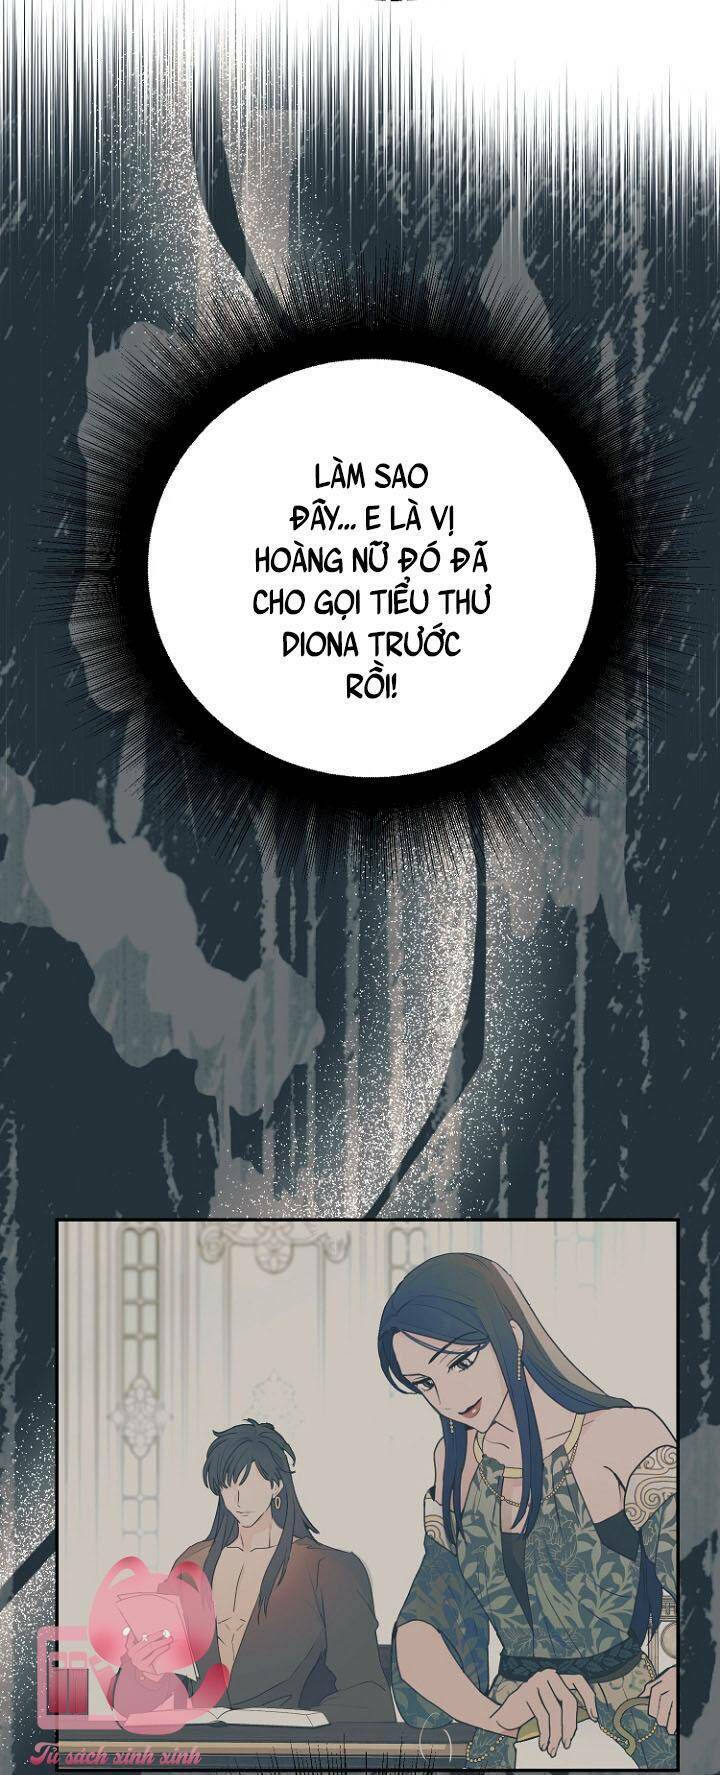 LÀM SAO
ĐÂY... E LÀ VỊ
HOÀNG NỮ ĐÓ ĐÃ
CHO GỌI TIỂU THƯ
DIONA TRƯỚC
RỒI!
Tủ sách xinh xinh